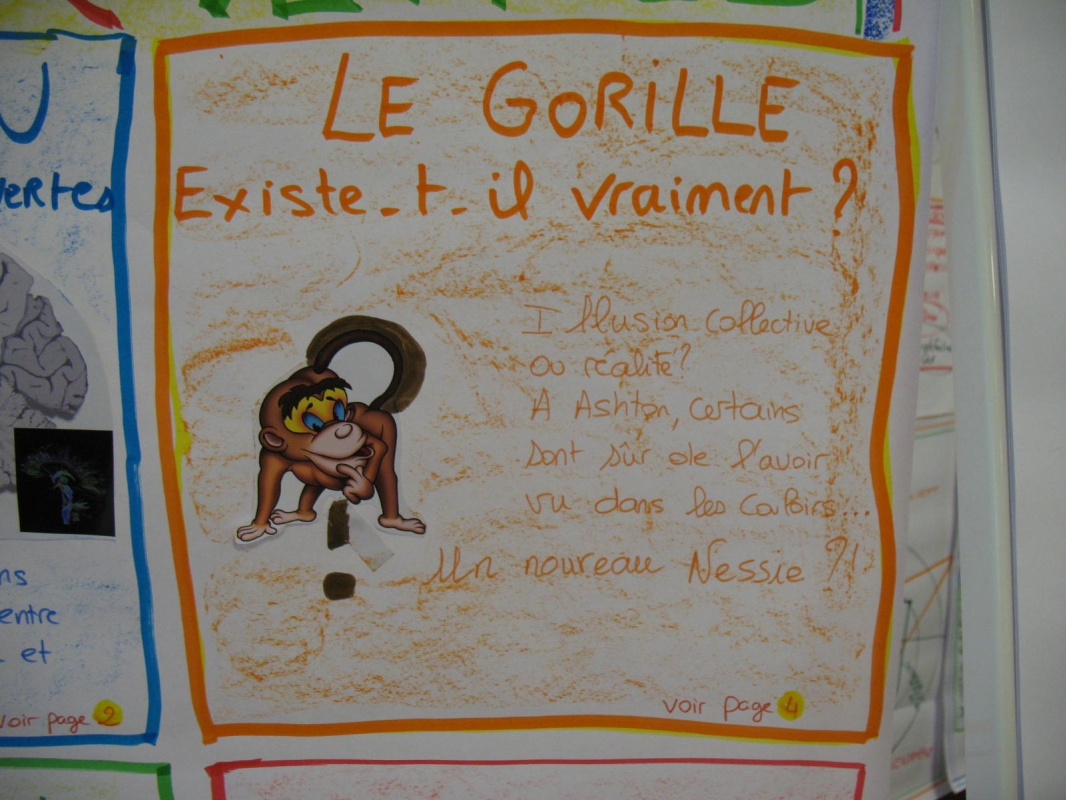 U
LE GORiLLE
Existe-t-il vraiment ?
vertes
Illusion collective
ou réalité?
A Ashton, certains
sont sûr de l'avoir
vu dans les couloirs...
Un nouveau Nessie ?!
ns
entre
et
voir page 2
voir page 4